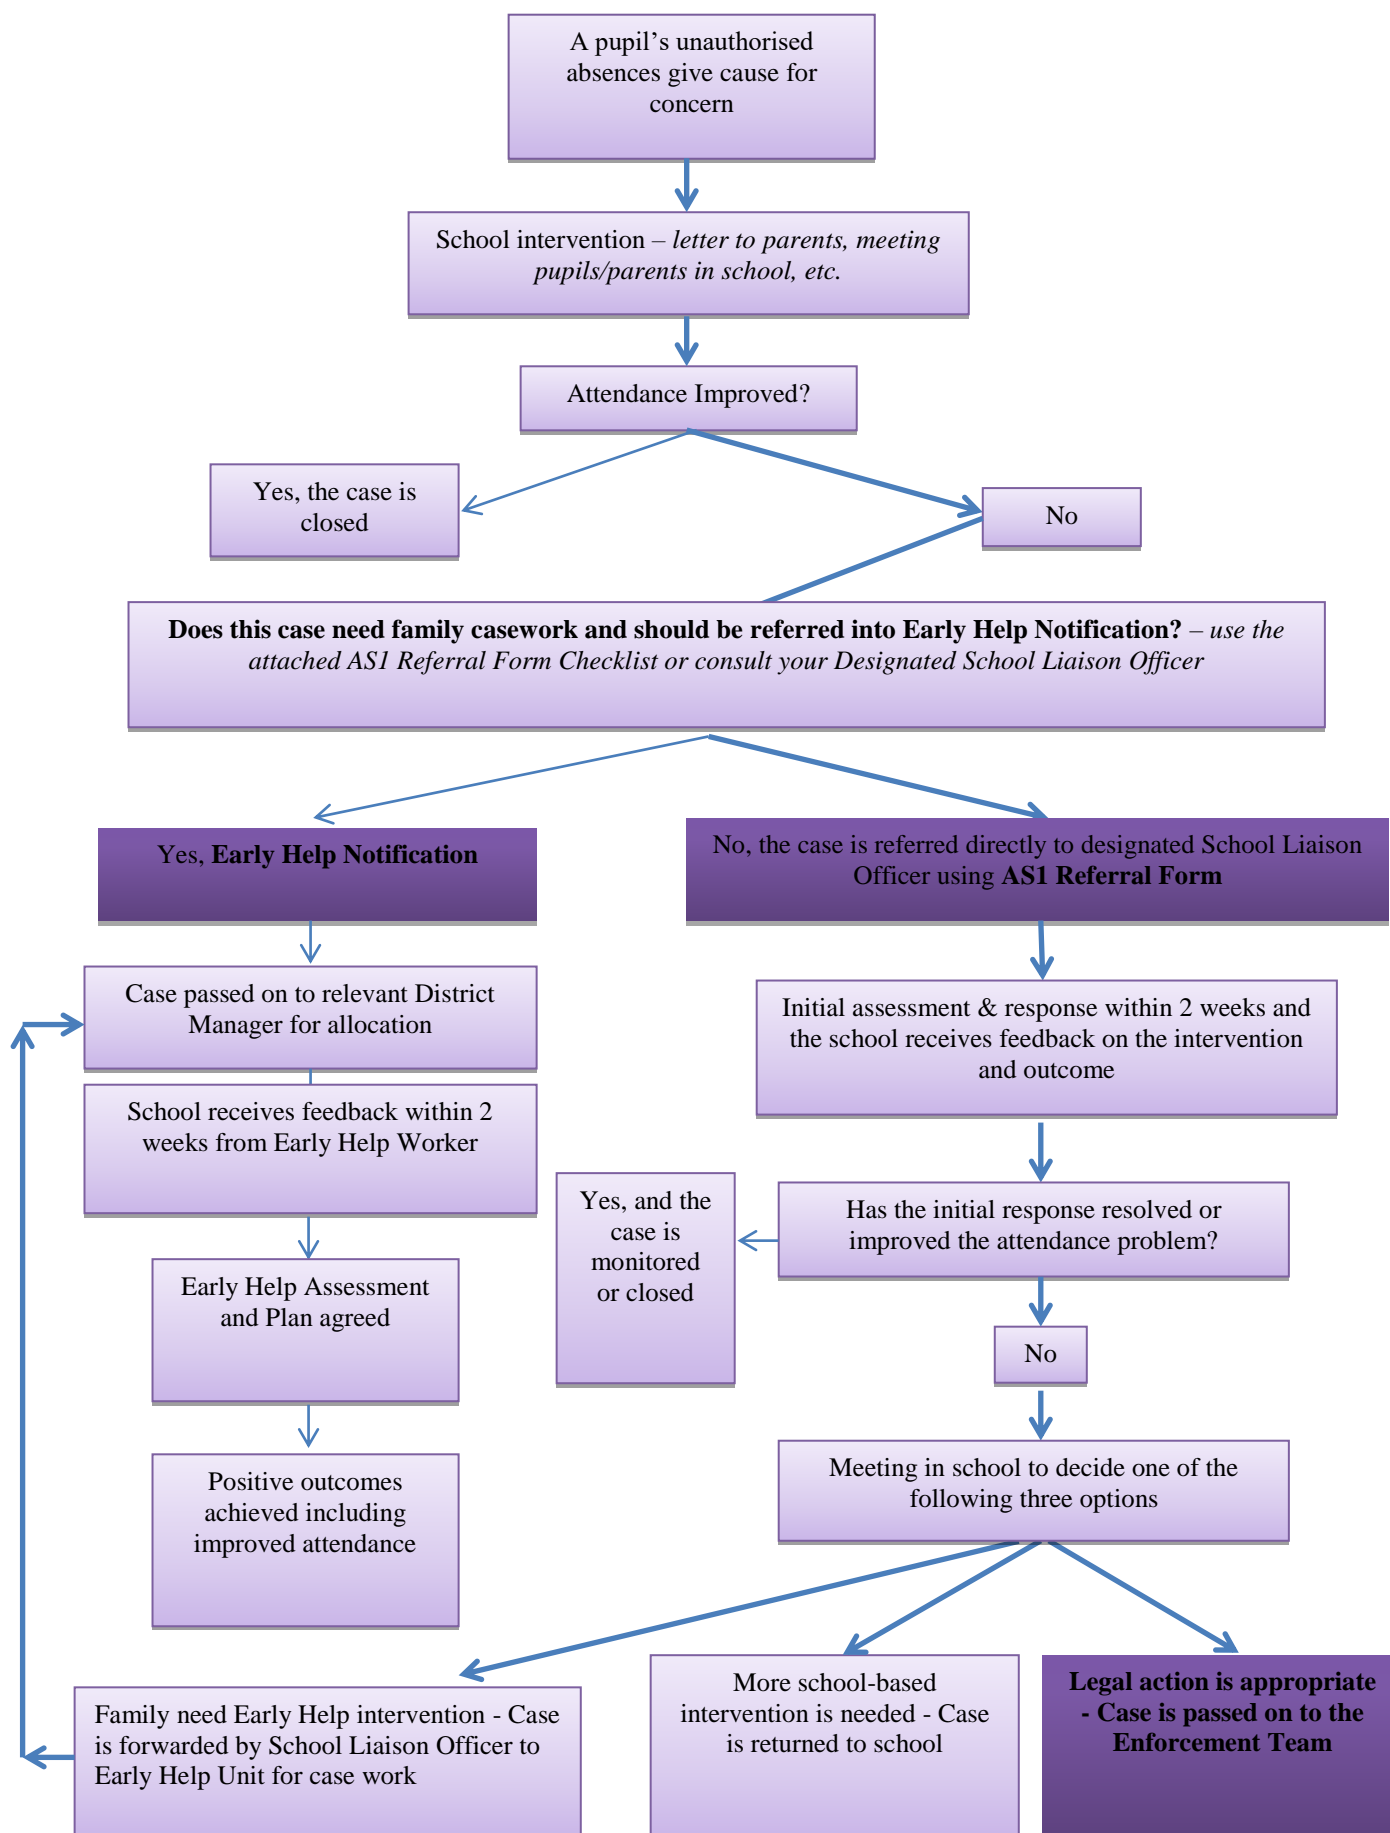 A pupil’s unauthorised
absences give cause for
concern
School intervention – letter to parents, meeting
pupils/parents in school, etc.
Attendance Improved?
Yes, the case is
closed
No
Does this case need family casework and should be referred into Early Help Notification? – use the
attached AS1 Referral Form Checklist or consult your Designated School Liaison Officer
Yes, Early Help Notification
No, the case is referred directly to designated School Liaison
Officer using AS1 Referral Form
Case passed on to relevant District
Manager for allocation
Initial assessment & response within 2 weeks and
the school receives feedback on the intervention
and outcome
School receives feedback within 2
weeks from Early Help Worker
Yes, and the
case is
monitored
or closed
Has the initial response resolved or
improved the attendance problem?
Early Help Assessment
and Plan agreed
No
Positive outcomes
achieved including
improved attendance
Meeting in school to decide one of the
following three options
Family need Early Help intervention - Case
is forwarded by School Liaison Officer to
Early Help Unit for case work
More school-based
intervention is needed - Case
is returned to school
Legal action is appropriate
- Case is passed on to the
Enforcement Team